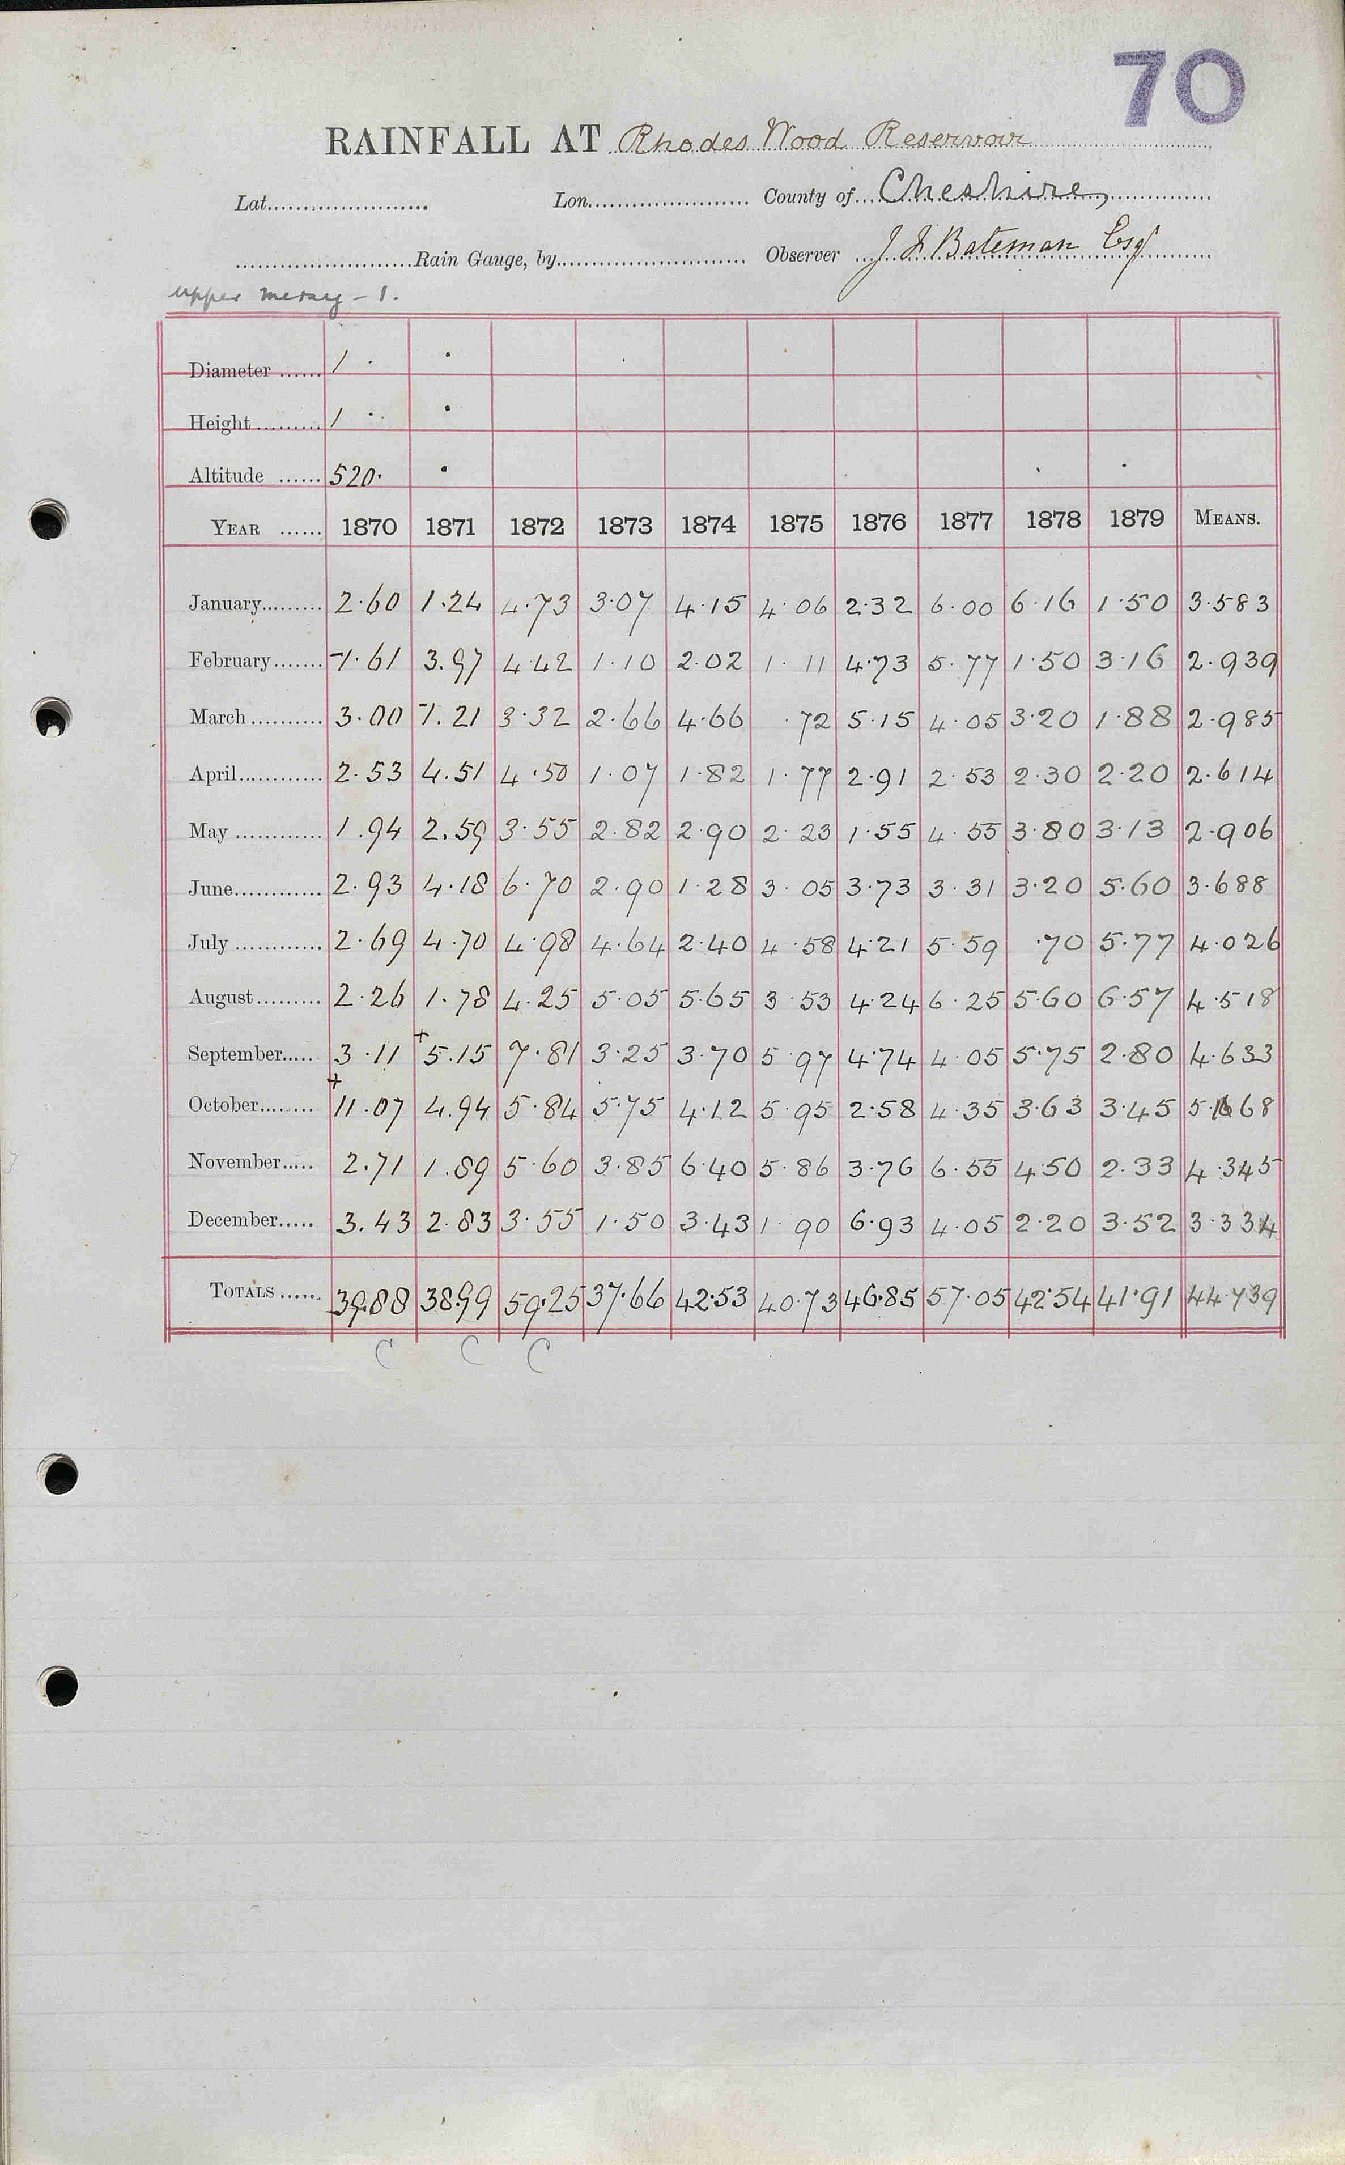 70
RAINFALL AT Rhodes Wood Reservoir
Lat. Lon. County of Cheshire,
Rain Gauge, by Observer J. F. Bateman Esq
Upper Mersey - 1.
Diameter 1 · ·
Height 1 · · ·
Altitude 520· · · ·
YEAR 1870 1871 1872 1873 1874 1875 1876 1877 1878 1879 MEANS.
January 2·60 1·24 4·73 3·07 4·15 4·06 2·32 6·00 6·16 1·50 3·583
February 1·61 3.97 4·42 1·10 2·02 1·11 4·73 5·77 1·50 3·16 2·939
March 3·00 1.21 3·32 2·66 4·66 ·72 5·15 4·05 3·20 1·88 2·985
April 2·53 4.51 4·50 1·07 1·82 1·77 2·91 2·53 2·30 2·20 2·614
May 1.94 2.59 3·55 2·82 2·90 2·23 1·55 4·55 3·80 3·13 2·906
June 2·93 4·18 6·70 2·90 1·28 3·05 3·73 3·31 3·20 5·60 3·688
July 2·69 4·70 4·98 4·64 2·40 4·58 4·21 5·59 ·70 5·77 4·026
August 2·26 1·78 4·25 5·05 5·65 3·53 4·24 6·25 5·60 6·57 4·518
September 3·11 +5.15 7·81 3·25 3·70 5·97 4·74 4·05 5·75 2·80 4·633
October +11·07 4.94 5·84 5·75 4·12 5·95 2·58 4·35 3·63 3·45 5·168
November 2.71 1.89 5·60 3·85 6·40 5·86 3·76 6·55 4·50 2·33 4·345
December 3.43 2·83 3·55 1·50 3·43 1·90 6·93 4·05 2·20 3·52 3·334
TOTALS 39.88 38.99 59·25 37·66 42·53 40·73 46·85 57·05 42·54 41·91 44·739
C C C